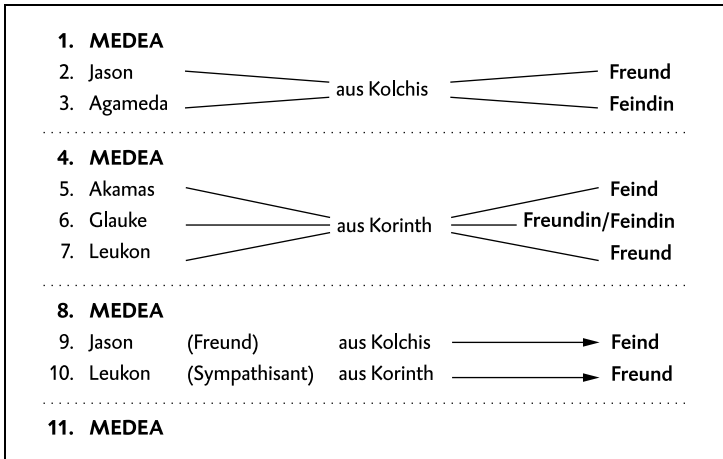 1. MEDEA
2. Jason Freund
aus Kolchis
3. Agameda Feindin
4. MEDEA
5. Akamas Feind
6. Glauke aus Korinth Freundin/Feindin
7. Leukon Freund
8. MEDEA
9. Jason (Freund) aus Kolchis Feind
10. Leukon (Sympathisant) aus Korinth Freund
11. MEDEA